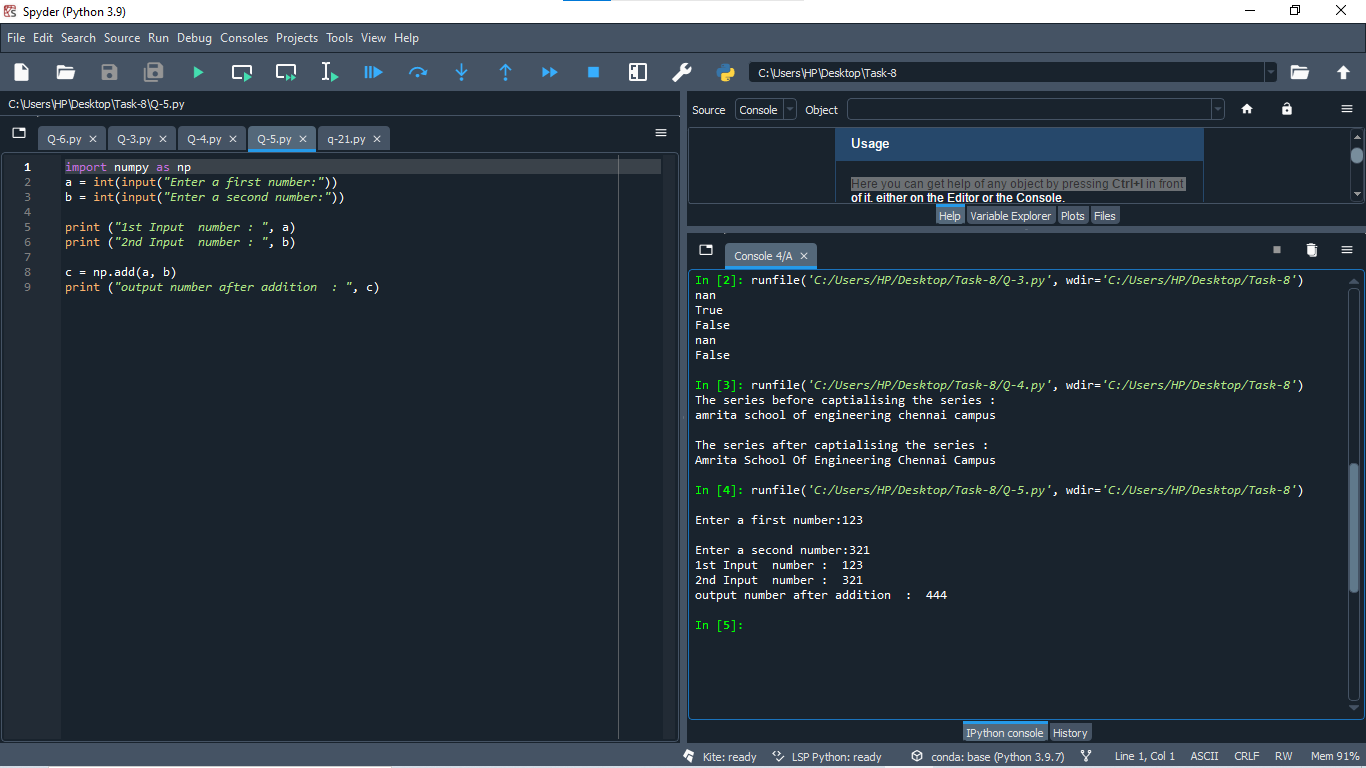 Spyder (Python 3.9)
File Edit Search Source Run Debug Consoles Projects Tools View Help
C:\Users\HP\Desktop\Task-8
C:\Users\HP\Desktop\Task-8\Q-5.py
Q-6.py Q-3.py Q-4.py Q-5.py q-21.py
1 import numpy as np
2 a = int(input("Enter a first number:"))
3 b = int(input("Enter a second number:"))
4
5 print ("1st Input  number : ", a)
6 print ("2nd Input  number : ", b)
7
8 c = np.add(a, b)
9 print ("output number after addition  : ", c)
Source Console Object
Usage
Here you can get help of any object by pressing Ctrl+I in front
of it, either on the Editor or the Console.
Help Variable Explorer Plots Files
Console 4/A
In [2]: runfile('C:/Users/HP/Desktop/Task-8/Q-3.py', wdir='C:/Users/HP/Desktop/Task-8')
nan
True
False
nan
False
In [3]: runfile('C:/Users/HP/Desktop/Task-8/Q-4.py', wdir='C:/Users/HP/Desktop/Task-8')
The series before captialising the series :
amrita school of engineering chennai campus
The series after captialising the series :
Amrita School Of Engineering Chennai Campus
In [4]: runfile('C:/Users/HP/Desktop/Task-8/Q-5.py', wdir='C:/Users/HP/Desktop/Task-8')
Enter a first number:123
Enter a second number:321
1st Input  number :  123
2nd Input  number :  321
output number after addition  :  444
In [5]:
IPython console History
Kite: ready LSP Python: ready conda: base (Python 3.9.7) Line 1, Col 1 ASCII CRLF RW Mem 91%